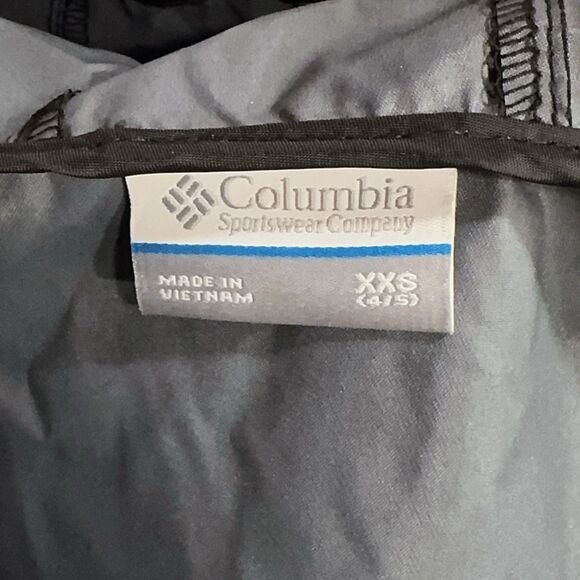 Columbia
Sportswear Company
MADE IN
VIETNAM
XXS
(4/5)